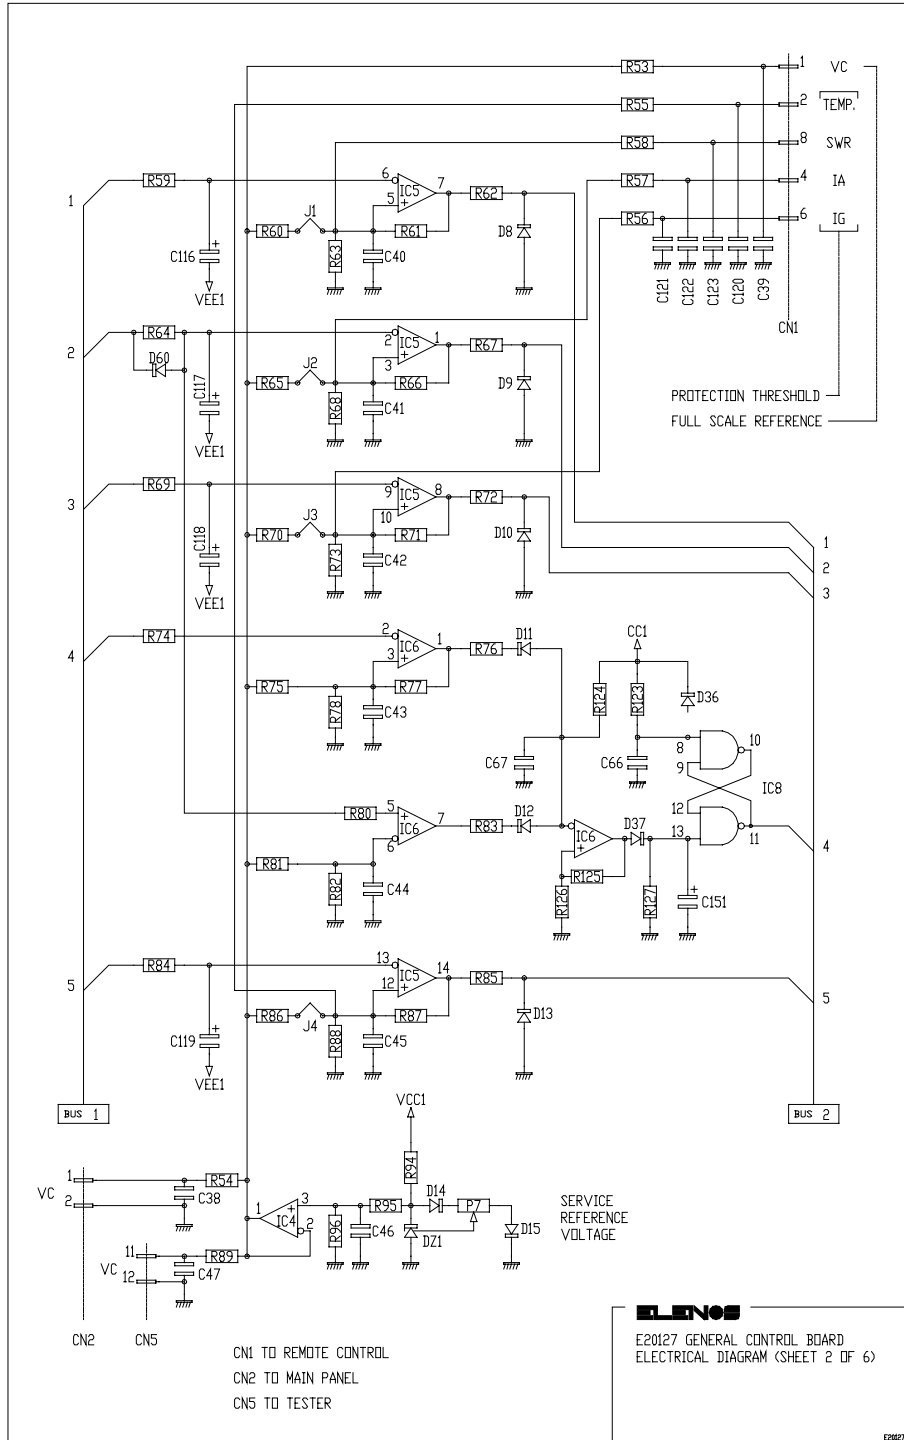 R53 1 VC
R55 2 TEMP.
R58 8 SWR
R59 6 IC5 7 R62 R57 4 IA
1 5 + J1 R56 6 IG
R60 R61 D8
C116 + R63 C40
VEE1 C121 C122 C123 C120 C39
CN1
R64 2 IC5 1 R67
2 D60 3 + J2
R65 R66 D9
C117 + R68 C41
PROTECTION THRESHOLD
FULL SCALE REFERENCE
VEE1
R69 9 IC5 8 R72
3 10 + J3
R70 R71 D10
C118 + R73 C42
1
2
3
VEE1
R74 2 IC6 1 R76 D11 CC1
4 3 +
R75 R77 R124 R123 D36
R78 C43
C67 C66 8 10
9 IC8
R80 5 + IC6 7 R83 D12 12
6 IC6 D37 13 11
R81 + 4
R82 C44 R125
R126 R127 + C151
R84 13 IC5 14 R85
5 12 + 5
R86 J4 R87 D13
C119 + R88 C45
VEE1
BUS 1 VCC1 BUS 2
R94
1 R54 D14
VC 1 + 3 R95 P7 SERVICE
2 C38 IC4 2 R96 C46 DZ1 D15 REFERENCE
VOLTAGE
11 R89
VC C47
12
CN2 CN5
ELENOS
E20127 GENERAL CONTROL BOARD
ELECTRICAL DIAGRAM (SHEET 2 OF 6)
CN1 TO REMOTE CONTROL
CN2 TO MAIN PANEL
CN5 TO TESTER
E20127